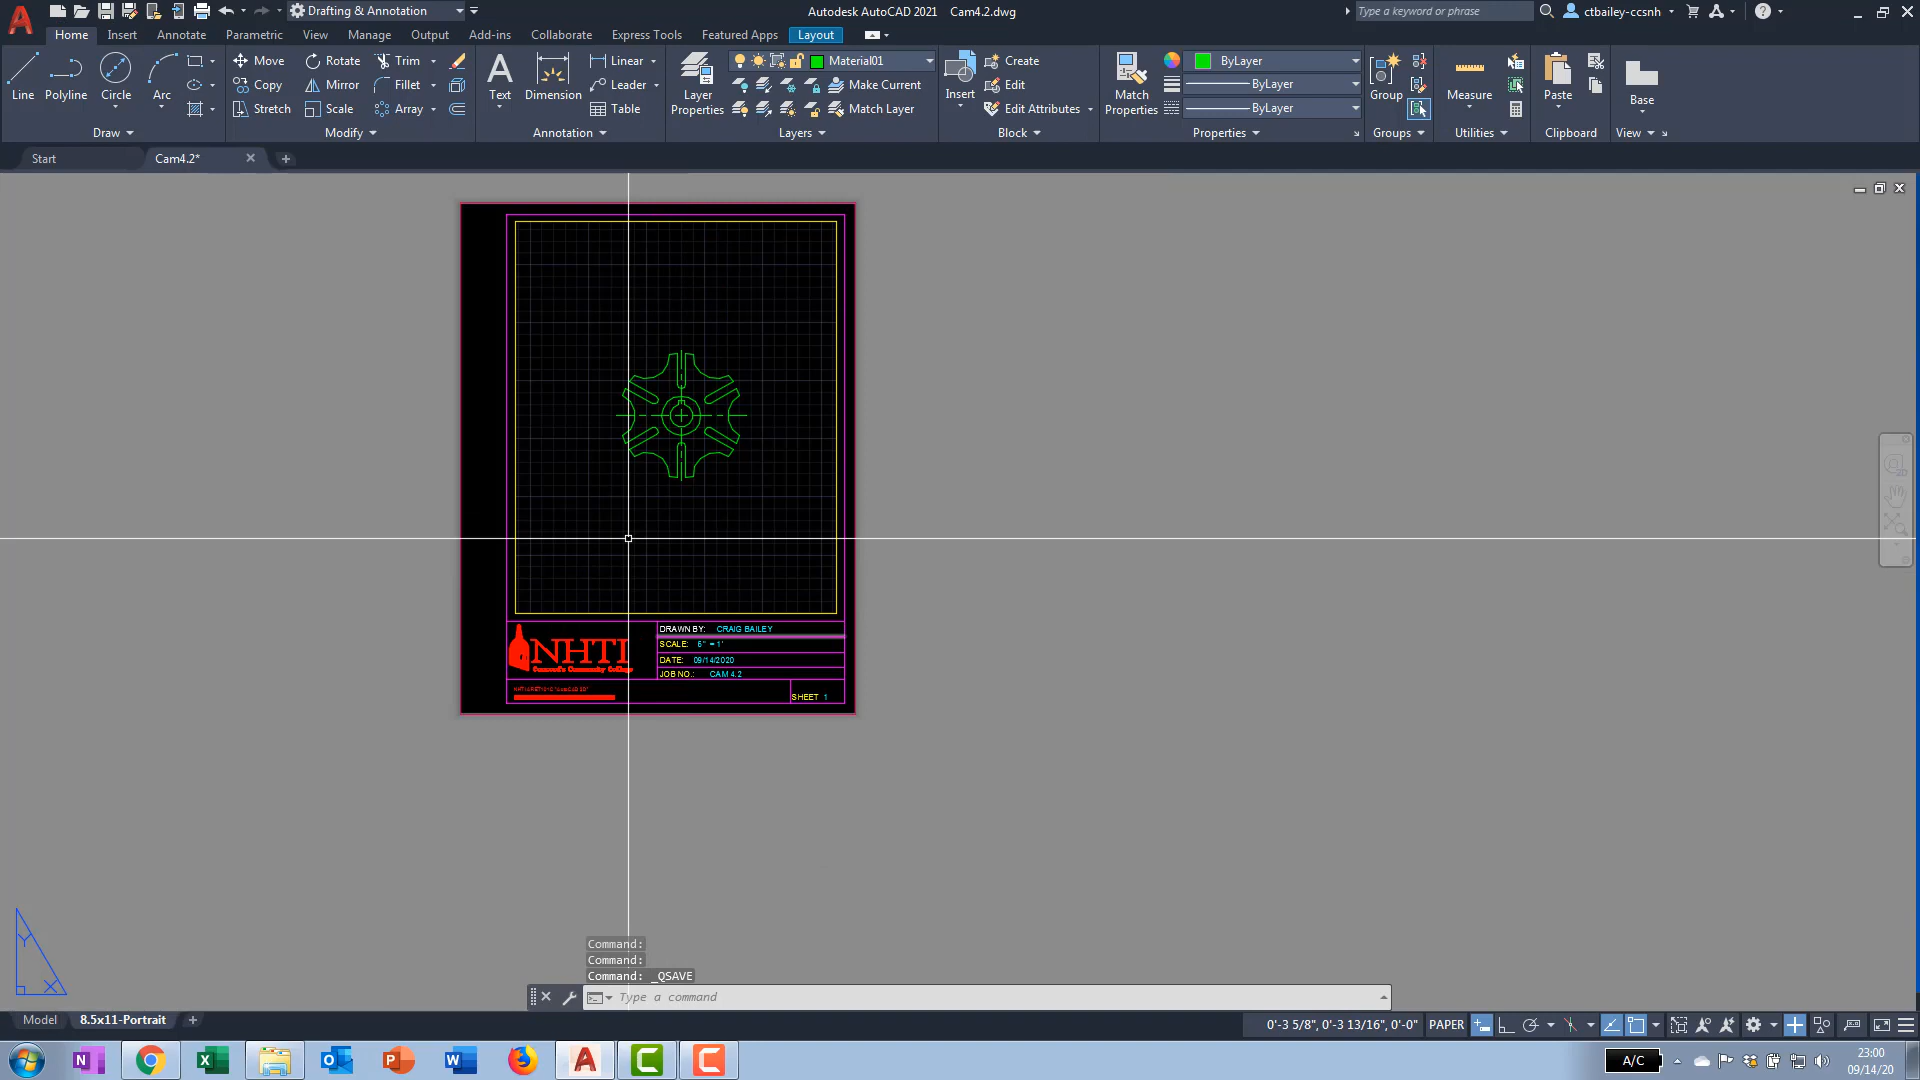 Drafting & Annotation
Autodesk AutoCAD 2021 Cam4.2.dwg
Type a keyword or phrase
ctbailey-ccsnh
Home Insert Annotate Parametric View Manage Output Add-ins Collaborate Express Tools Featured Apps Layout
Line Polyline Circle Arc
Move Rotate Trim
Copy Mirror Fillet
Stretch Scale Array
Text Dimension
Linear
Leader
Table
Layer Properties
Material01
Make Current
Match Layer
Insert
Create
Edit
Edit Attributes
Match Properties
ByLayer
ByLayer
ByLayer
Group
Measure
Paste
Base
Draw Modify Annotation Layers Block Properties Groups Utilities Clipboard View
Start Cam4.2*
DRAWN BY: CRAIG BAILEY
SCALE: 6" = 1'
DATE: 09/14/2020
JOB NO.: CAM 4.2
SHEET 1
NHTI
Concord's Community College
Y
X
Command:
Command:
Command: _QSAVE
Type a command
Model 8.5x11-Portrait
0'-3 5/8", 0'-3 13/16", 0'-0" PAPER
A/C
23:00
09/14/20